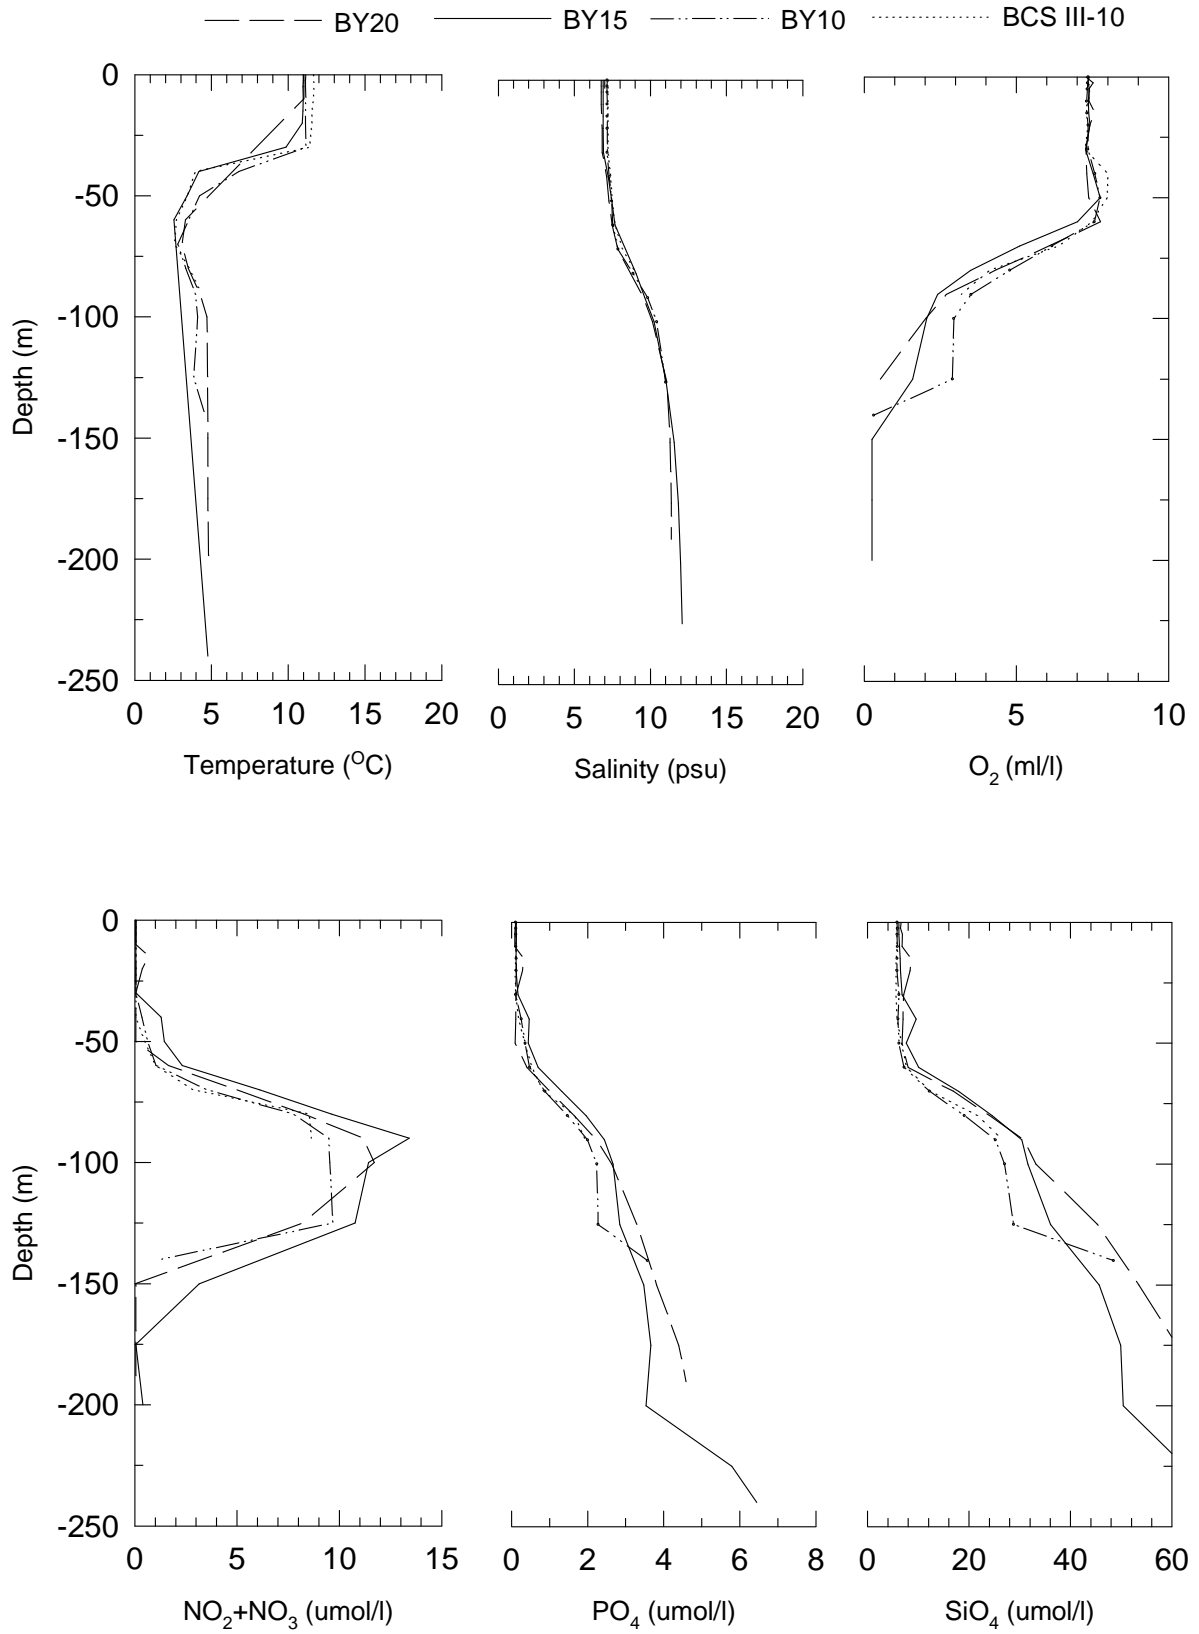 BY20 BY15 BY10 BCS III-10
0
-50
-100
-150
-200
-250
Depth (m)
0 5 10 15 20
Temperature (ᴼC)
0 5 10 15 20
Salinity (psu)
0 5 10
O₂ (ml/l)
0
-50
-100
-150
-200
-250
Depth (m)
0 5 10 15
NO₂+NO₃ (umol/l)
0 2 4 6 8
PO₄ (umol/l)
0 20 40 60
SiO₄ (umol/l)